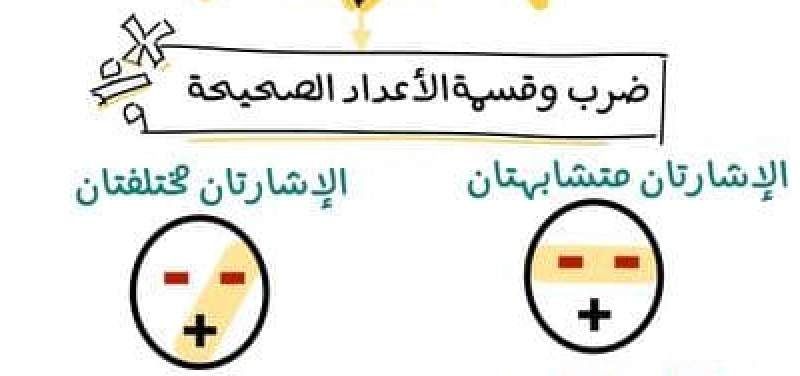 ضرب وقسمة الأعداد الصحيحة
الإشارتان متشابهتان
الإشارتان مختلفتان
- -
+
- -
+